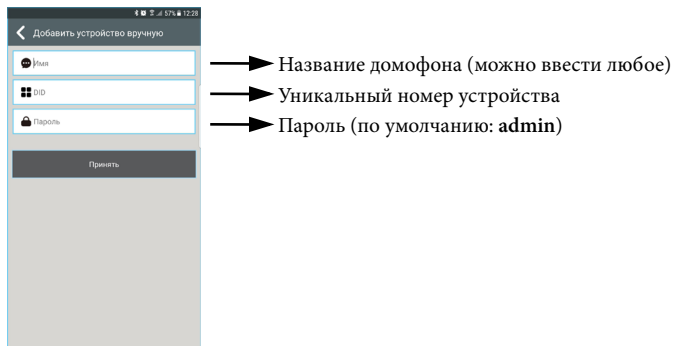 57% 12:28
Добавить устройство вручную
Имя
Название домофона (можно ввести любое)
DID
Уникальный номер устройства
Пароль
Пароль (по умолчанию: admin)
Принять